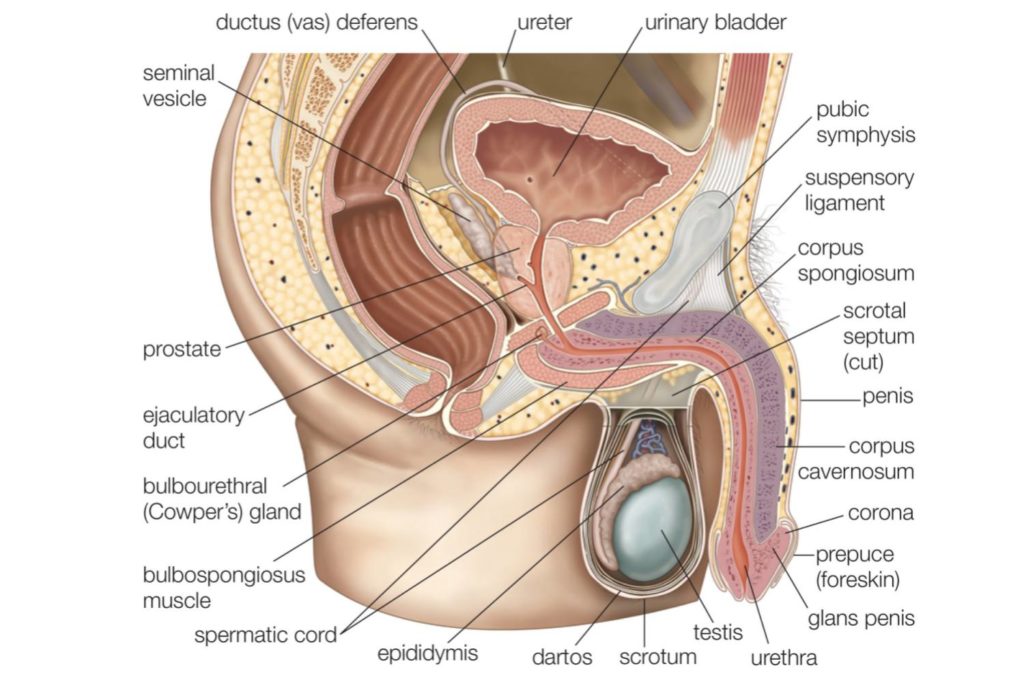 ductus (vas) deferens
ureter
urinary bladder
seminal
vesicle
pubic
symphysis
suspensory
ligament
corpus
spongiosum
scrotal
septum
(cut)
prostate
penis
ejaculatory
duct
corpus
cavernosum
bulbourethral
(Cowper's) gland
corona
prepuce
(foreskin)
bulbospongiosus
muscle
glans penis
spermatic cord
testis
epididymis
dartos
scrotum
urethra